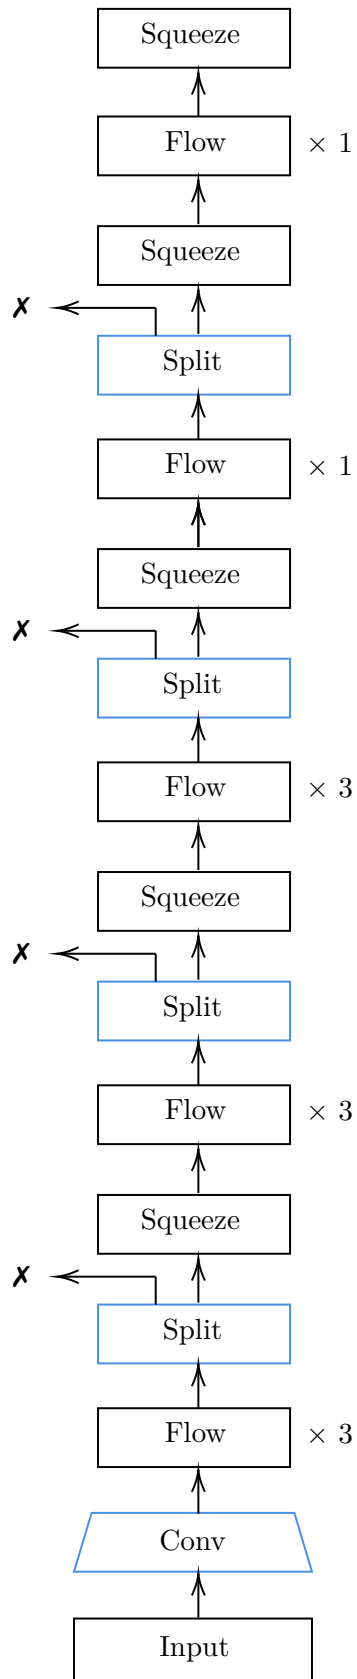 Squeeze
Flow × 1
Squeeze
✗
Split
Flow × 1
Squeeze
✗
Split
Flow × 3
Squeeze
✗
Split
Flow × 3
Squeeze
✗
Split
Flow × 3
Conv
Input